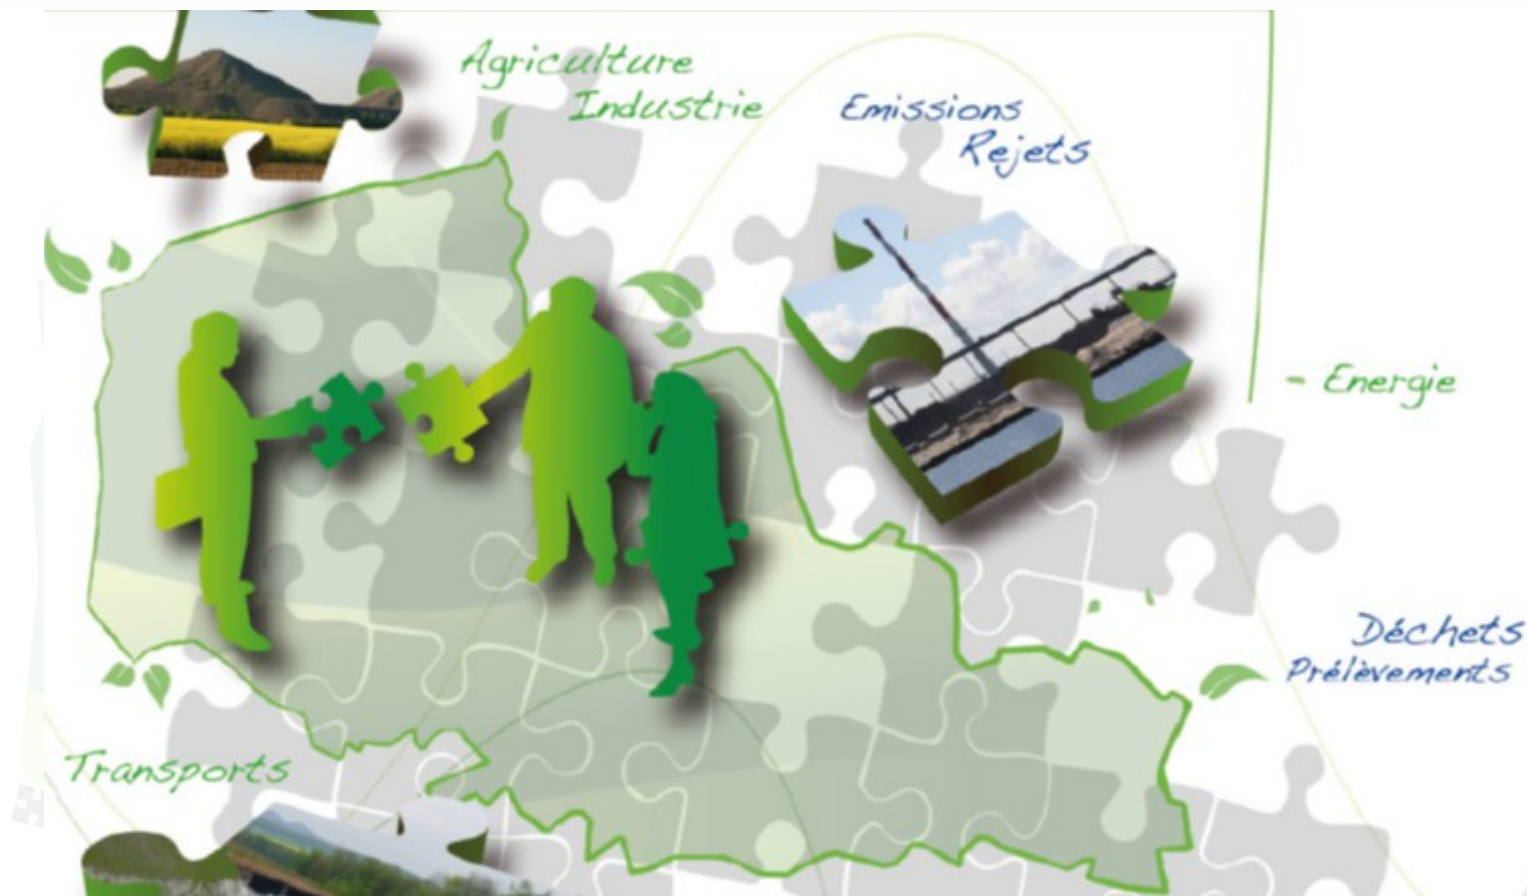 Agriculture
Industrie
Emissions
Rejets
- Energie
Déchets
Prélèvements
Transports